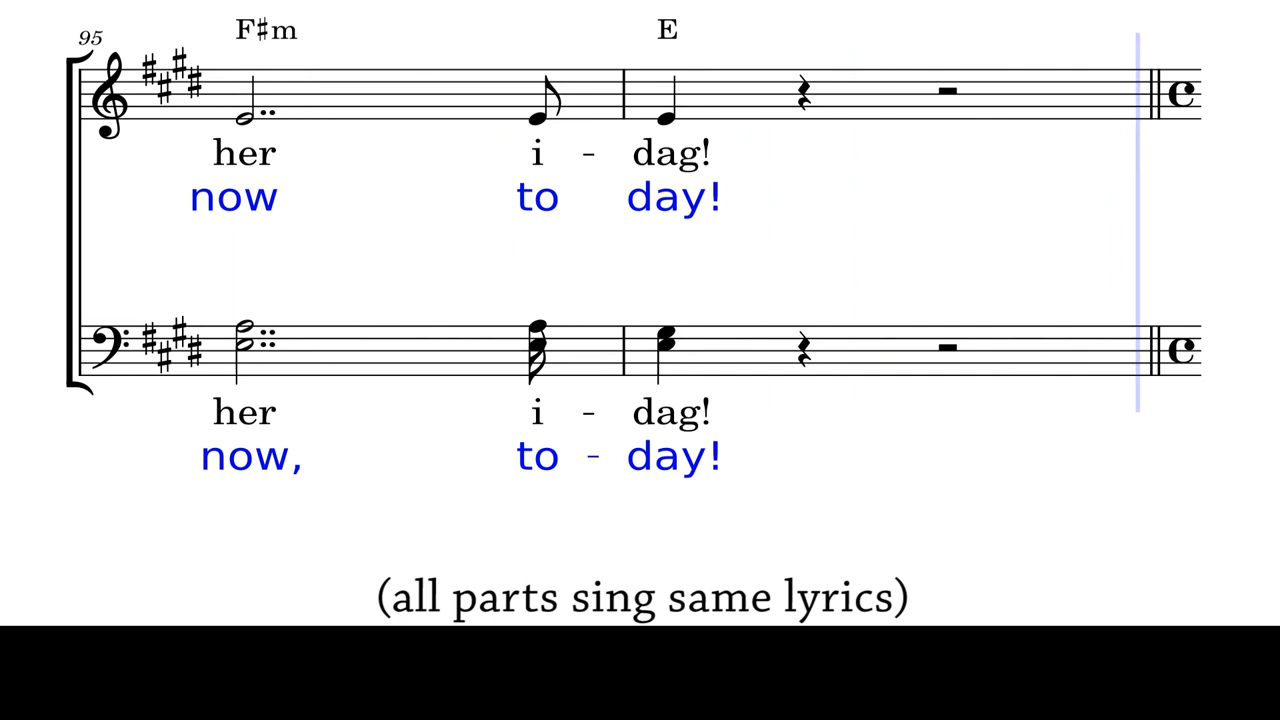 95 F♯m E
her i - dag!
now to day!
her i - dag!
now, to - day!
(all parts sing same lyrics)